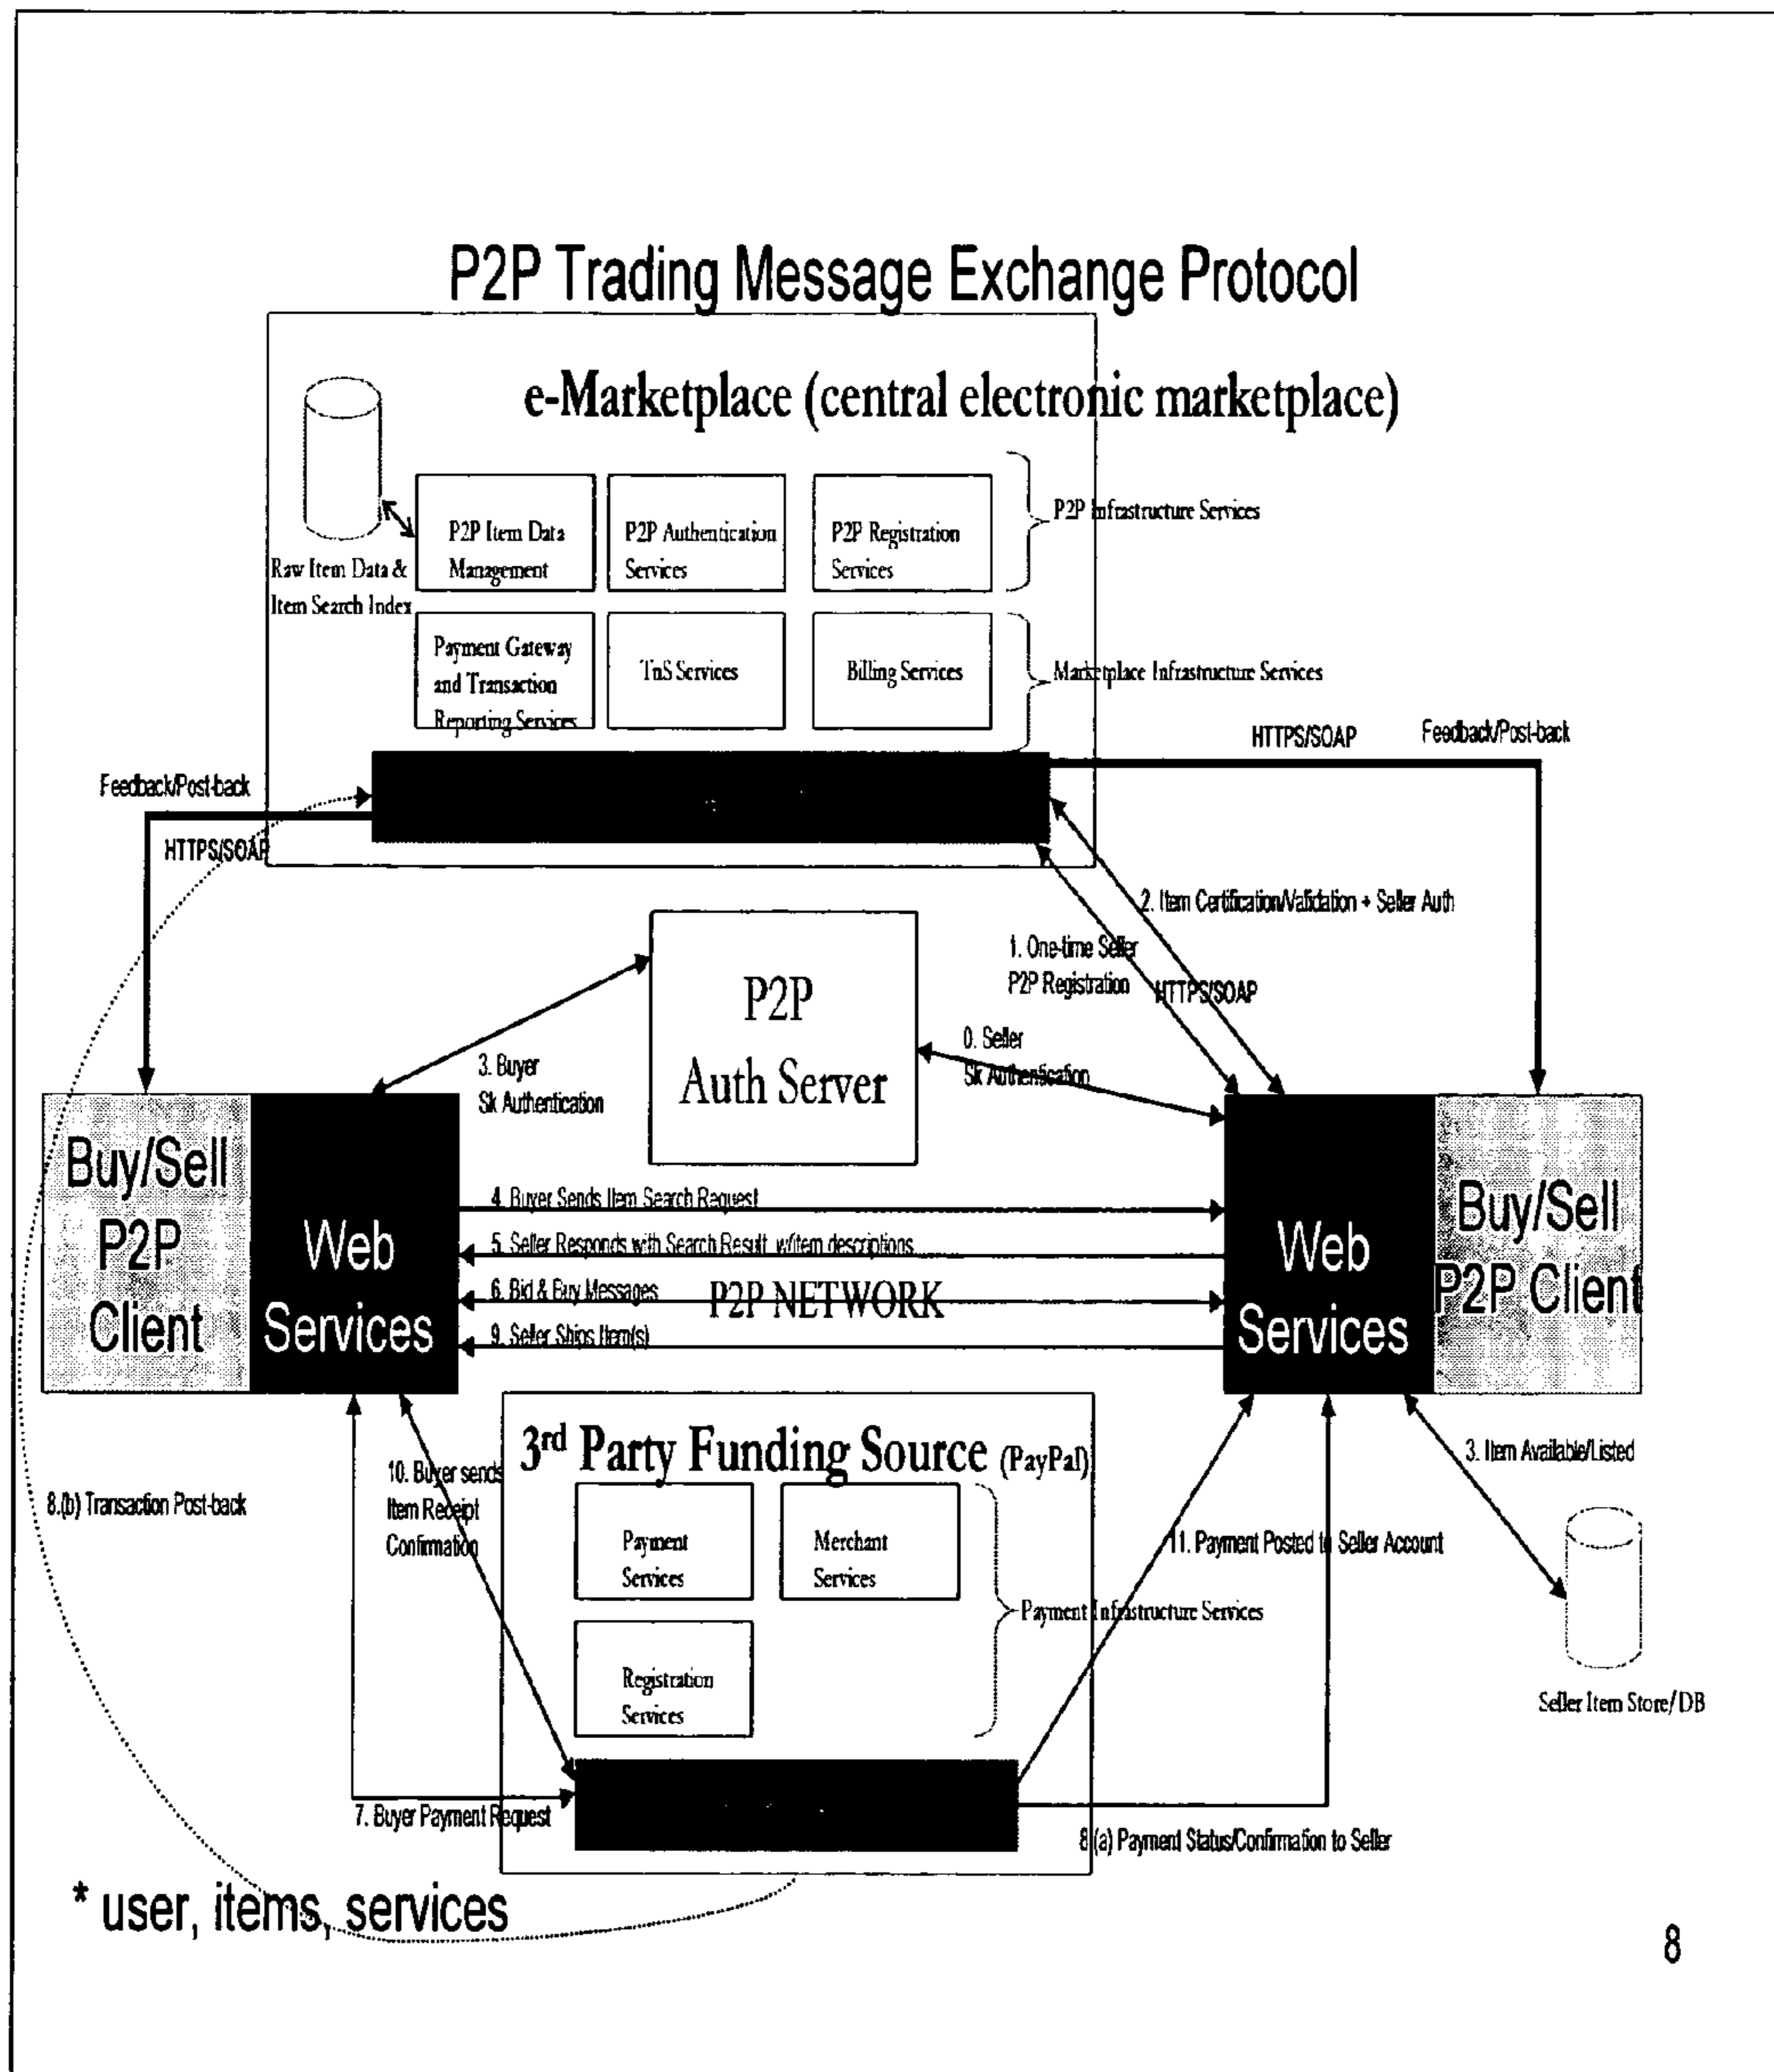 P2P Trading Message Exchange Protocol
e-Marketplace (central electronic marketplace)
P2P Infrastructure Services
P2P Item Data
Management
P2P Authentication
Services
P2P Registration
Services
Raw Item Data &
Item Search Index
Payment Gateway
and Transaction
Reporting Services
TnS Services
Billing Services
Marketplace Infrastructure Services
HTTPS/SOAP
Feedback/Post-back
Feedback/Post-back
HTTPS/SOAP
2. Item Certification/Validation + Seller Auth
1. One-time Seller
P2P Registration
HTTPS/SOAP
P2P
Auth Server
0. Seller
Sk Authentication
3. Buyer
Sk Authentication
Buy/Sell
P2P
Client
Web
Services
4. Buyer Sends Item Search Request
5. Seller Responds with Search Result w/item descriptions
6. Bid & Buy Messages
P2P NETWORK
9. Seller Ships Item(s)
Web
Services
Buy/Sell
P2P Client
3rd Party Funding Source (PayPal)
10. Buyer sends
Item Receipt
Confirmation
3. Item Available/Listed
8.(b) Transaction Post-back
Payment
Services
Merchant
Services
11. Payment Posted to Seller Account
Payment Infrastructure Services
Registration
Services
Seller Item Store/DB
7. Buyer Payment Request
8.(a) Payment Status/Confirmation to Seller
* user, items, services
8